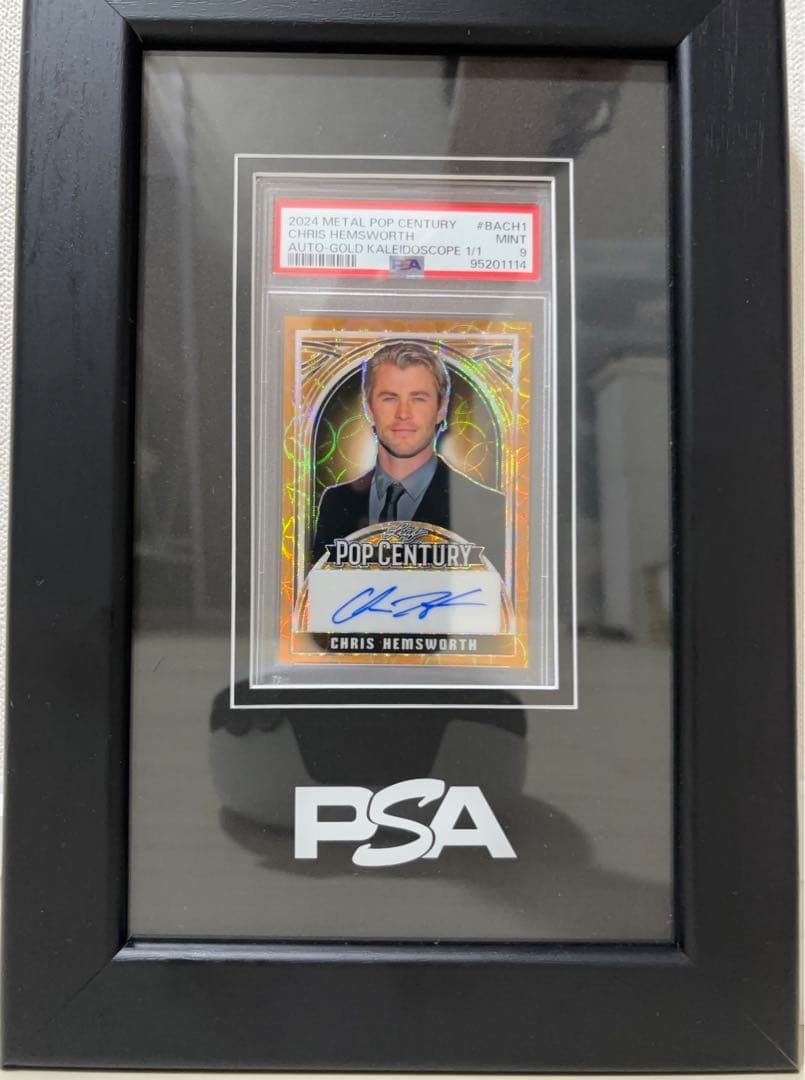 2024 METAL POP CENTURY #BACH1
CHRIS HEMSWORTH MINT
AUTO-GOLD KALEIDOSCOPE 1/1 9
PSA 95201114
Leaf
POP CENTURY
CHRIS HEMSWORTH
PSA